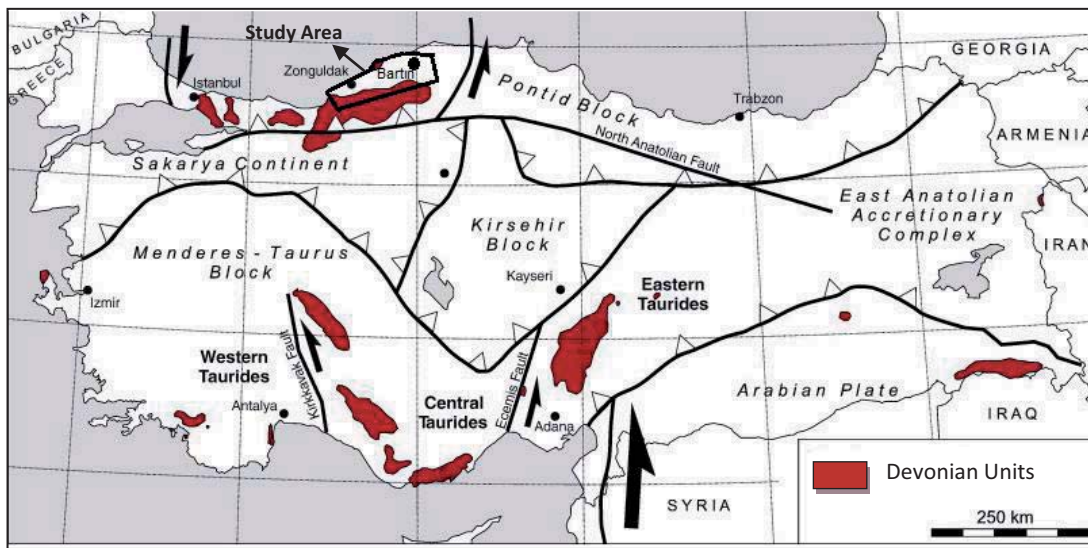 BULGARIA
GREECE
Study Area
Istanbul
Zonguldak
Bartin
GEORGIA
Pontid Block
Trabzon
ARMENIA
North Anatolian Fault
Sakarya Continent
East Anatolian
Accretionary
Complex
IRAN
Kirsehir
Block
Menderes - Taurus
Block
Kayseri
Izmir
Eastern
Taurides
Western
Taurides
Kirkkavak Fault
Ecemis Fault
Central
Taurides
Antalya
Adana
Arabian Plate
IRAQ
SYRIA
Devonian Units
250 km